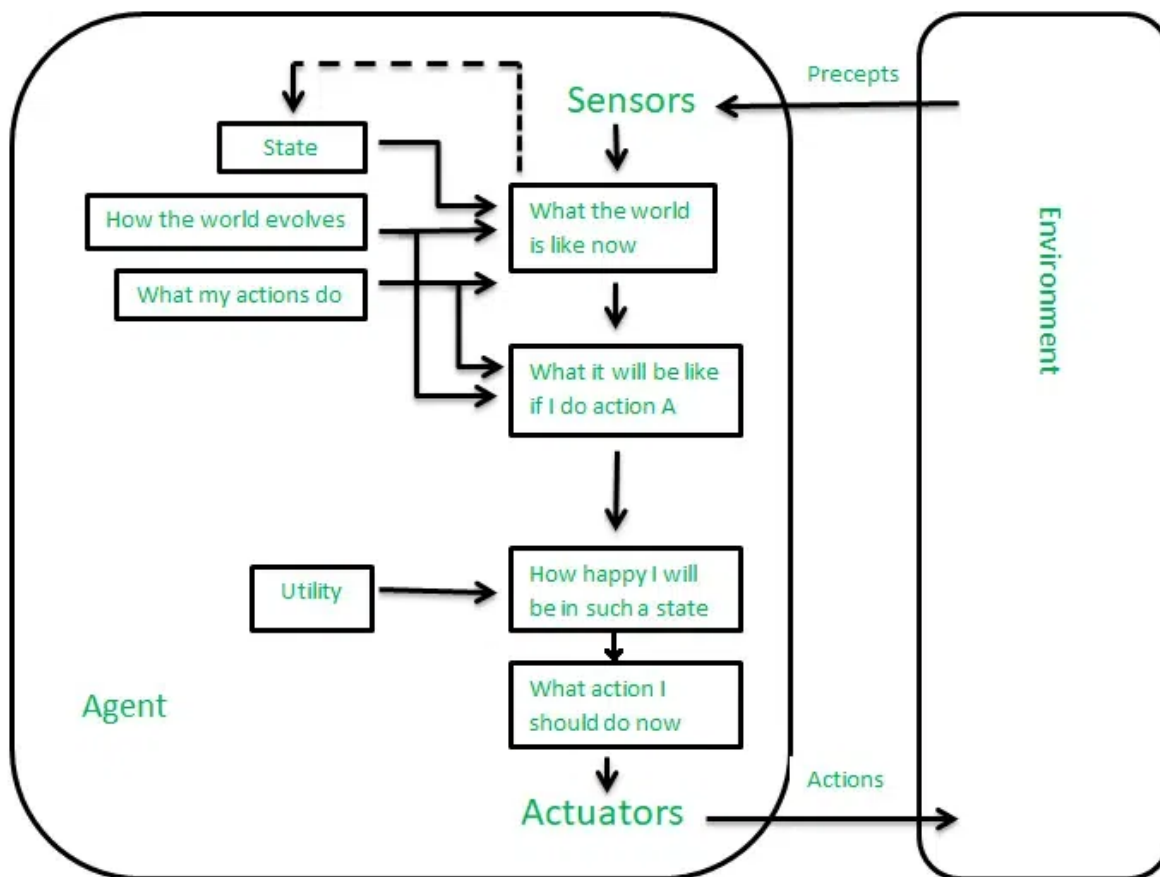 Precepts
Sensors
State
How the world evolves
What the world
is like now
What my actions do
Environment
What it will be like
if I do action A
Utility
How happy I will
be in such a state
What action I
should do now
Agent
Actions
Actuators